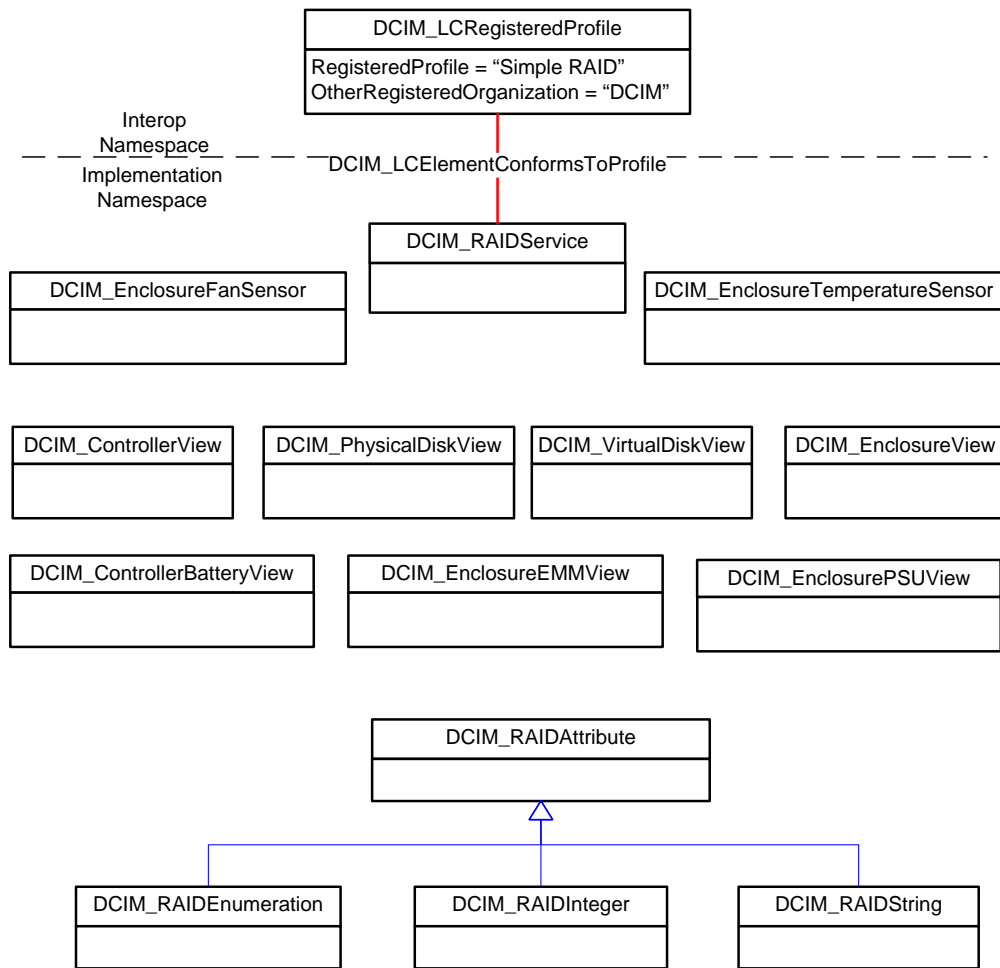 DCIM_LCRegisteredProfile
RegisteredProfile = “Simple RAID”
OtherRegisteredOrganization = “DCIM”
Interop
Namespace
DCIM_LCElementConformsToProfile
Implementation
Namespace
DCIM_RAIDService
DCIM_EnclosureFanSensor
DCIM_EnclosureTemperatureSensor
DCIM_ControllerView
DCIM_PhysicalDiskView
DCIM_VirtualDiskView
DCIM_EnclosureView
DCIM_ControllerBatteryView
DCIM_EnclosureEMMView
DCIM_EnclosurePSUView
DCIM_RAIDAttribute
DCIM_RAIDEnumeration
DCIM_RAIDInteger
DCIM_RAIDString